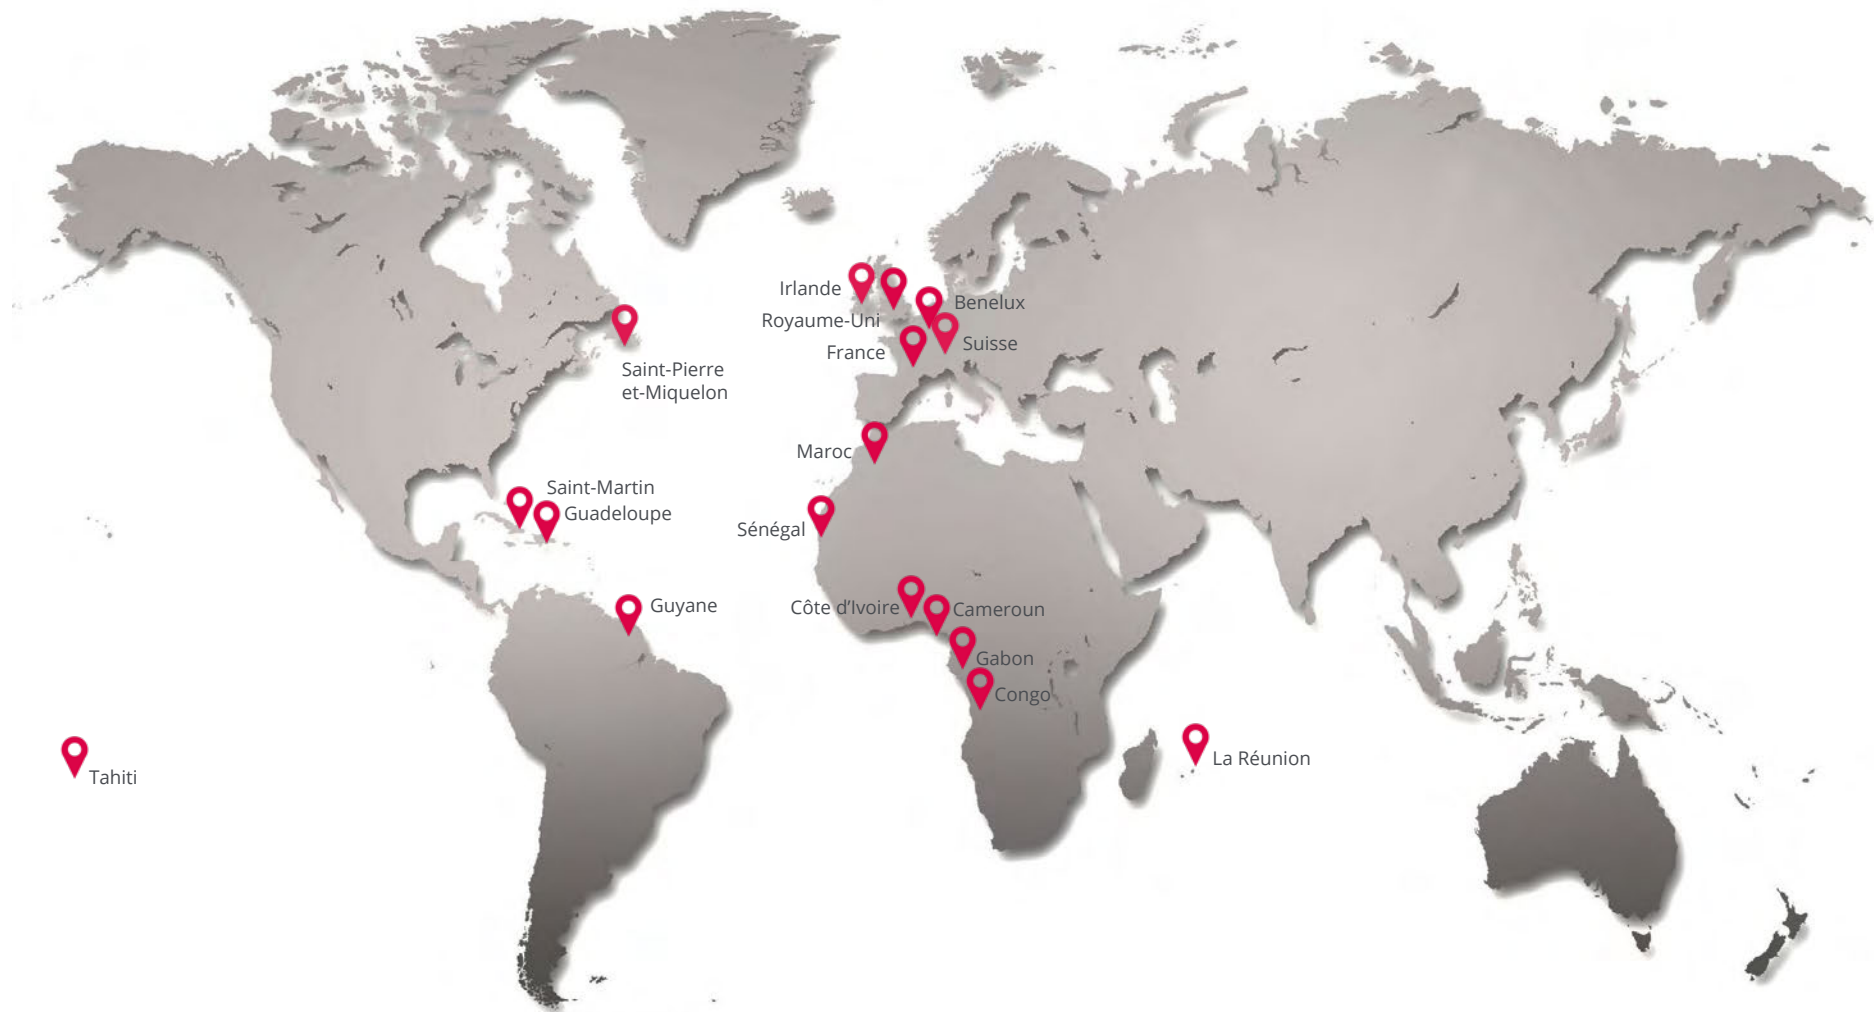 Irlande
Benelux
Royaume-Uni
Suisse
France
Saint-Pierre
et-Miquelon
Maroc
Saint-Martin
Guadeloupe
Sénégal
Guyane
Côte d'Ivoire
Cameroun
Gabon
Congo
La Réunion
Tahiti